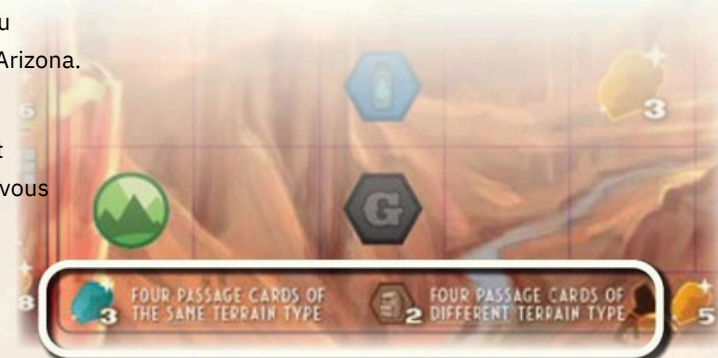 u
Arizona.
t
vous
6
3
G
8
3
FOUR PASSAGE CARDS OF
THE SAME TERRAIN TYPE
2
FOUR PASSAGE CARDS OF
DIFFERENT TERRAIN TYPE
5